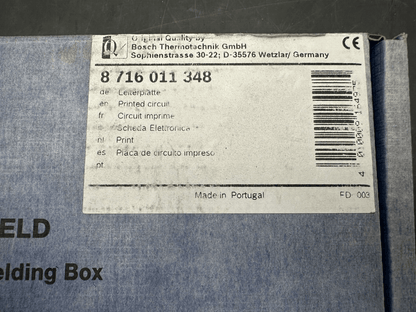 Original Quality by
Bosch Thermotechnik GmbH
Sophienstrasse 30-22; D-35576 Wetzlar/ Germany
CE
8 716 011 348
de Leiterplatte
en Printed circuit
fr Circuit imprime
it Scheda Elettronica
nl Print
es Placa de circuito impreso
pt
Made in Portugal
FD 003
ELD
elding Box